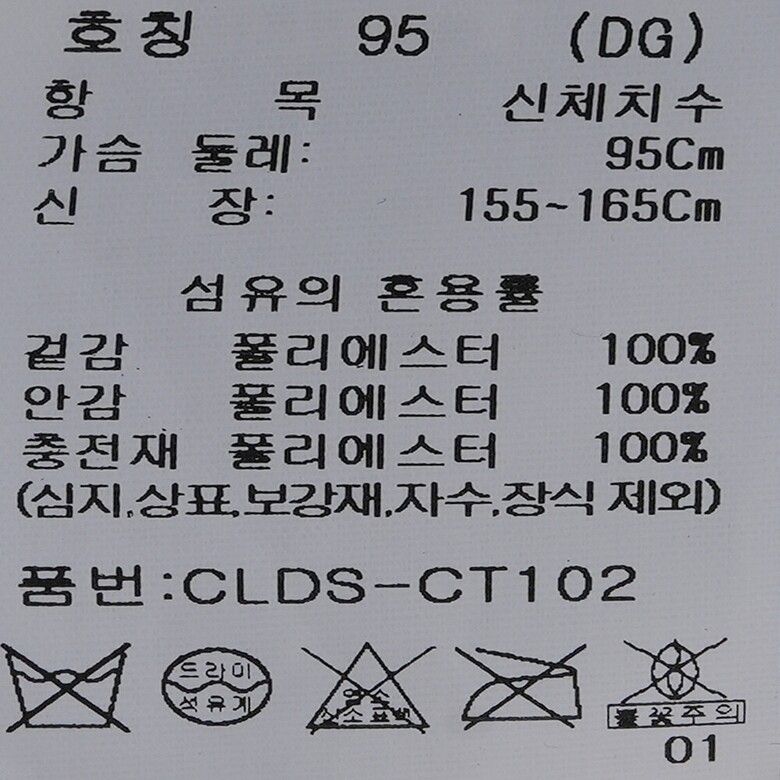 호칭 95 (DG)
항 목 신체치수
가슴 둘레: 95Cm
신 장: 155~165Cm
섬유의 혼용률
겉감 폴리에스터 100%
안감 폴리에스터 100%
충전재 폴리에스터 100%
(심지,상표,보강재,자수,장식 제외)
품번:CLDS-CT102
드라이
석유계
염소
산소표백
불꽃주의
01